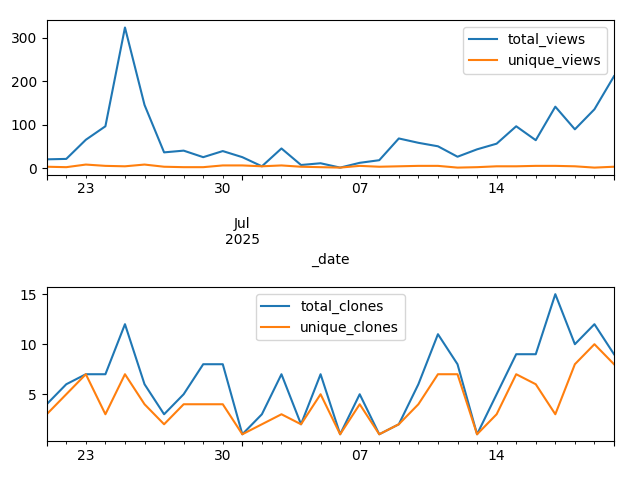 300
200
100
0
total_views
unique_views
23 30 07 14
Jul
2025
_date
15
10
5
total_clones
unique_clones
23 30 07 14